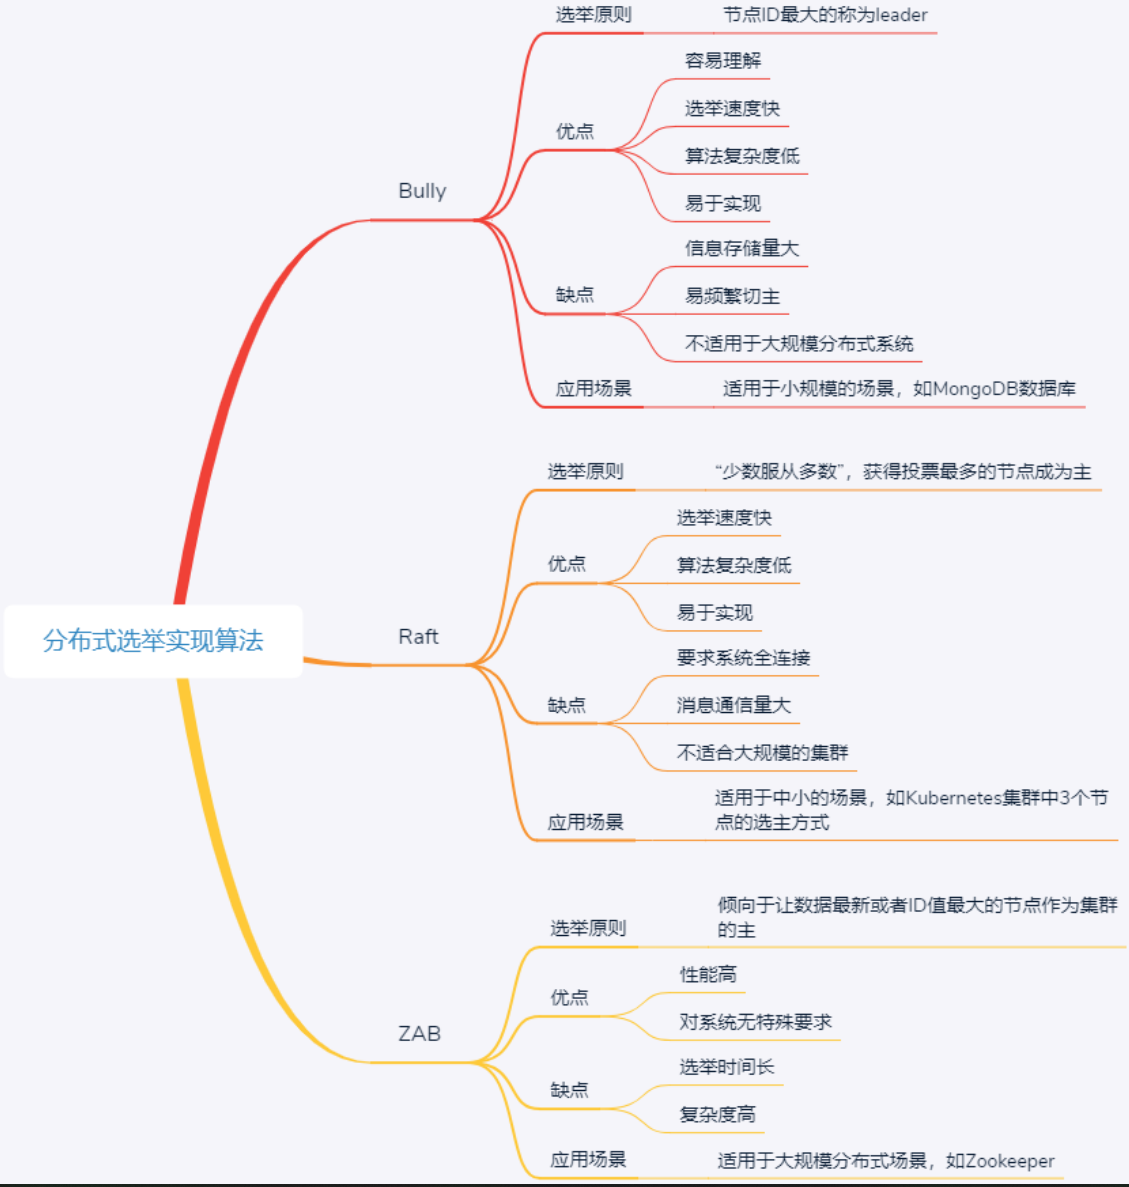 分布式选举实现算法
Bully
选举原则
节点ID最大的称为leader
优点
容易理解
选举速度快
算法复杂度低
易于实现
缺点
信息存储量大
易频繁切主
不适用于大规模分布式系统
应用场景
适用于小规模的场景，如MongoDB数据库
Raft
选举原则
“少数服从多数”，获得投票最多的节点成为主
优点
选举速度快
算法复杂度低
易于实现
缺点
要求系统全连接
消息通信量大
不适合大规模的集群
应用场景
适用于中小的场景，如Kubernetes集群中3个节
点的选主方式
ZAB
选举原则
倾向于让数据最新或者ID值最大的节点作为集群
的主
优点
性能高
对系统无特殊要求
缺点
选举时间长
复杂度高
应用场景
适用于大规模分布式场景，如Zookeeper